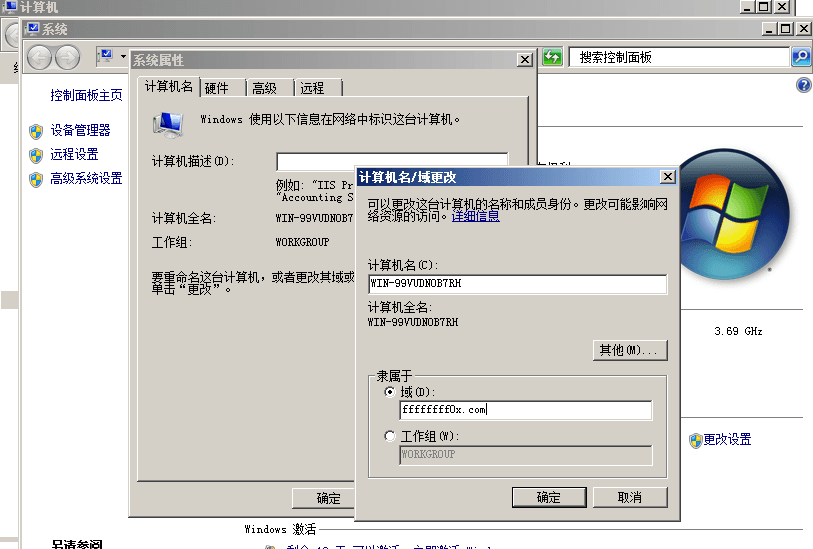 计算机
系统
搜索控制面板
控制面板主页
设备管理器
远程设置
高级系统设置
系统属性
计算机名
硬件
高级
远程
Windows 使用以下信息在网络中标识这台计算机。
计算机描述(D):
例如: "IIS Pr
"Accounting S
计算机全名:
WIN-99VUDNOB7
工作组:
WORKGROUP
要重命名这台计算机，或者更改其域或
单击“更改”。
确定
计算机名/域更改
可以更改这台计算机的名称和成员身份。更改可能影响网
络资源的访问。详细信息
计算机名(C):
WIN-99VUDNOB7RH
计算机全名:
WIN-99VUDNOB7RH
其他(M)...
隶属于
域(D):
ffffffff0x.com
工作组(W):
WORKGROUP
确定
取消
3.69 GHz
更改设置
Windows 激活
另请参阅